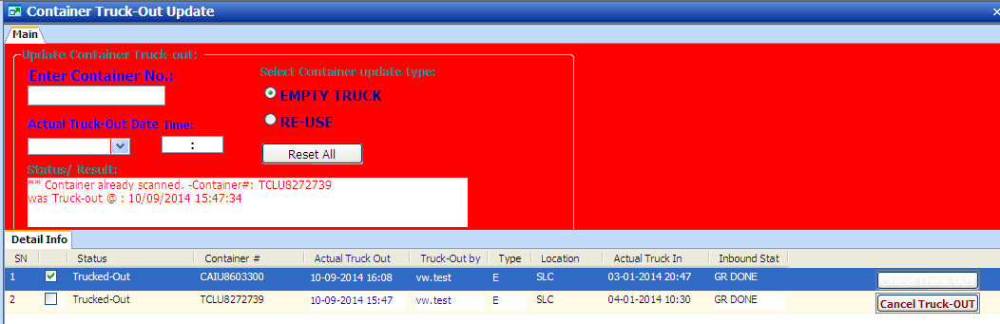 Container Truck-Out Update
Main
Update Container Truck-out:
Enter Container No.:
Select Container update type:
EMPTY TRUCK
Actual Truck-Out Date Time:
RE-USE
:
Reset All
Status/ Result:
** Container already scanned. -Container#: TCLU8272739
was Truck-out @ : 10/09/2014 15:47:34
Detail Info
SN Status Container # Actual Truck Out Truck-Out by Type Location Actual Truck In Inbound Stat
1 Trucked-Out CAIU8603300 10-09-2014 16:08 vw.test E SLC 03-01-2014 20:47 GR DONE Cancel Truck-OUT
2 Trucked-Out TCLU8272739 10-09-2014 15:47 vw.test E SLC 04-01-2014 10:30 GR DONE Cancel Truck-OUT